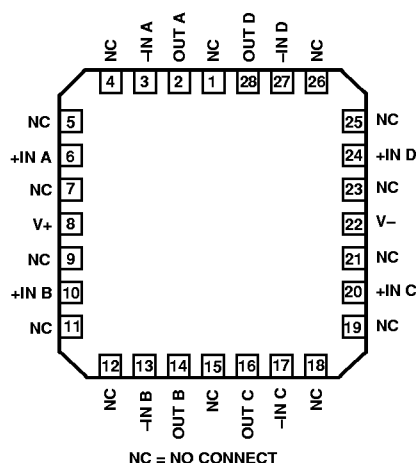 NC
–IN A
OUT A
NC
OUT D
–IN D
NC
4
3
2
1
28
27
26
NC 5
25 NC
+IN A 6
24 +IN D
NC 7
23 NC
V+ 8
22 V–
NC 9
21 NC
+IN B 10
20 +IN C
NC 11
19 NC
12
13
14
15
16
17
18
NC
–IN B
OUT B
NC
OUT C
–IN C
NC
NC = NO CONNECT